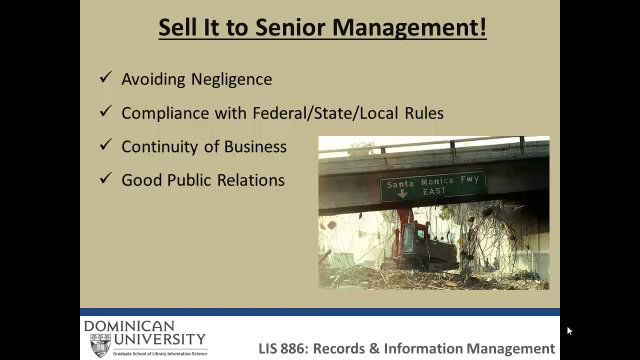 Sell It to Senior Management!
✓ Avoiding Negligence
✓ Compliance with Federal/State/Local Rules
✓ Continuity of Business
✓ Good Public Relations
Santa Monica Fwy
EAST
DOMINICAN
UNIVERSITY
Graduate School of Library & Information Science
LIS 886: Records & Information Management